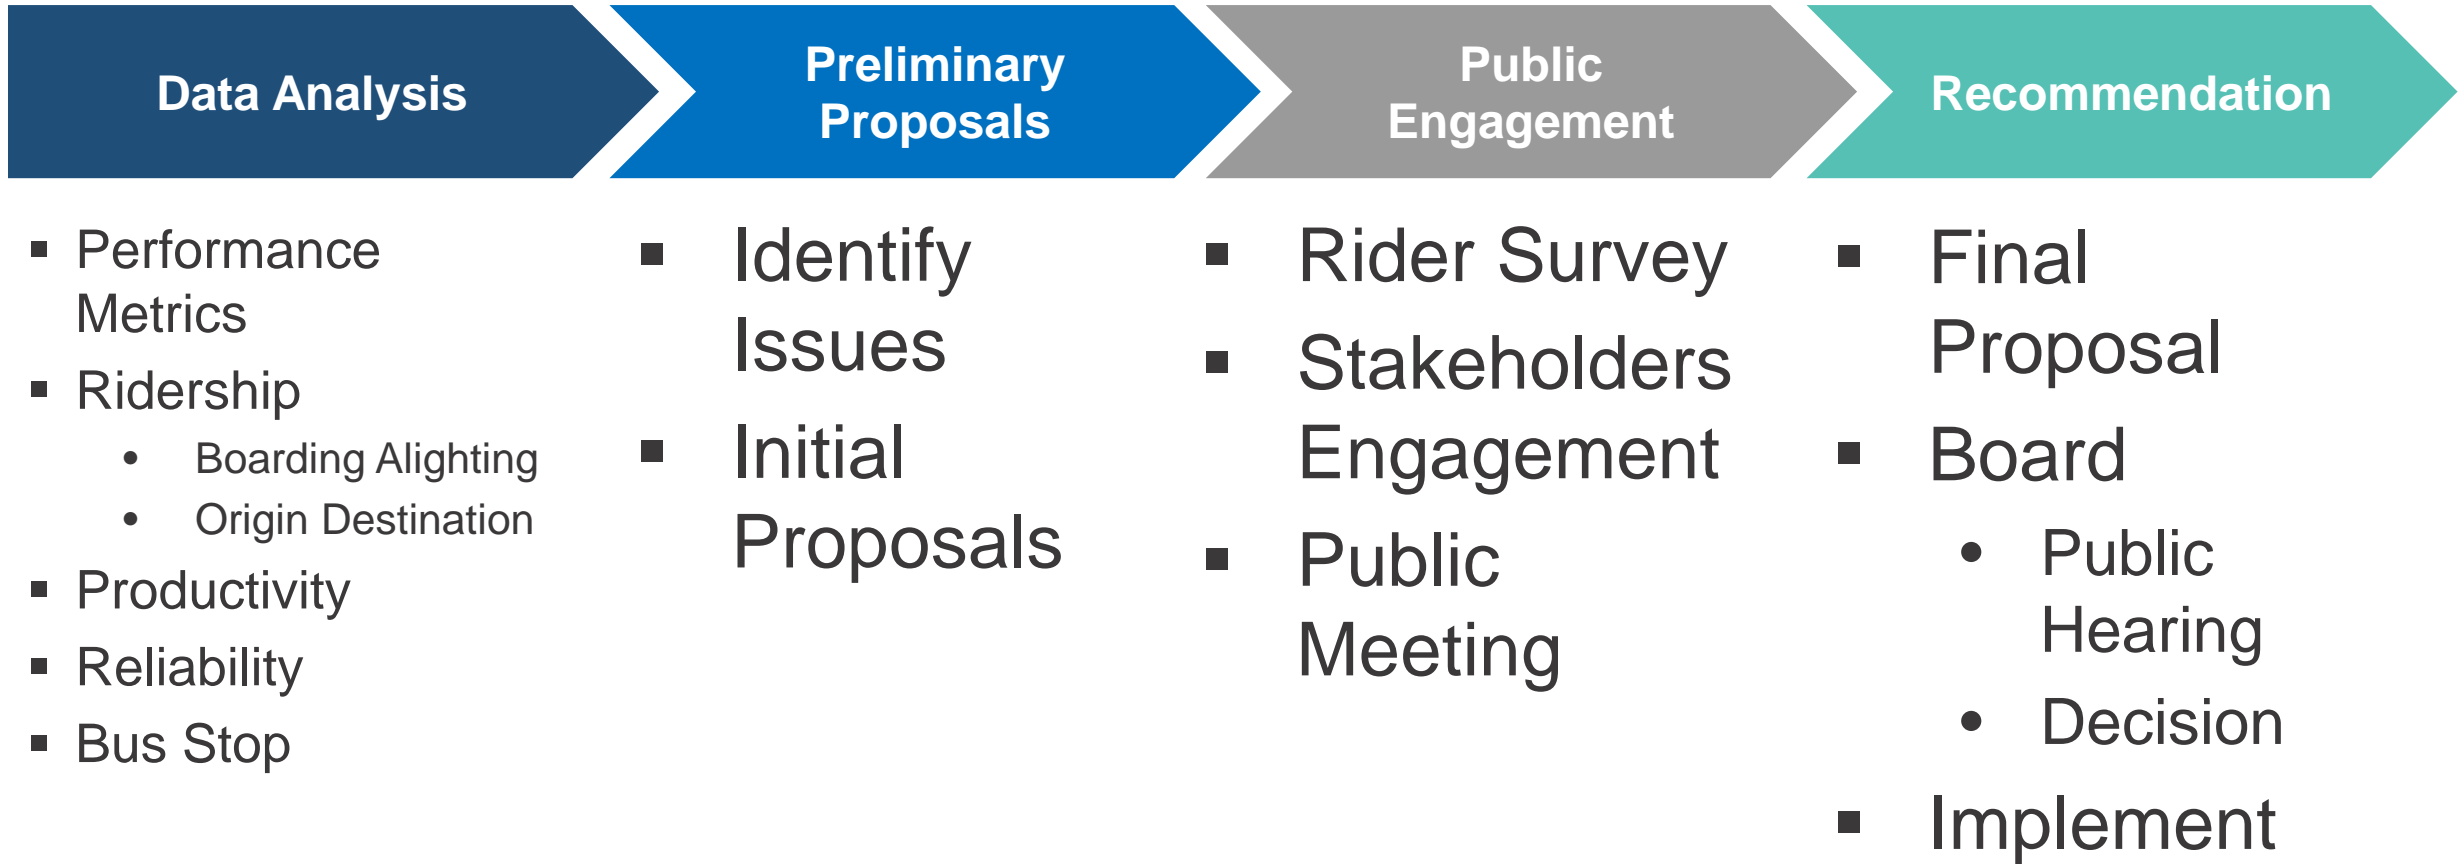 Data Analysis
Preliminary
Proposals
Public
Engagement
Recommendation
▪ Performance
Metrics
▪ Ridership
• Boarding Alighting
• Origin Destination
▪ Productivity
▪ Reliability
▪ Bus Stop
▪ Identify
Issues
▪ Initial
Proposals
▪ Rider Survey
▪ Stakeholders
Engagement
▪ Public
Meeting
▪ Final
Proposal
▪ Board
• Public
Hearing
• Decision
▪ Implement